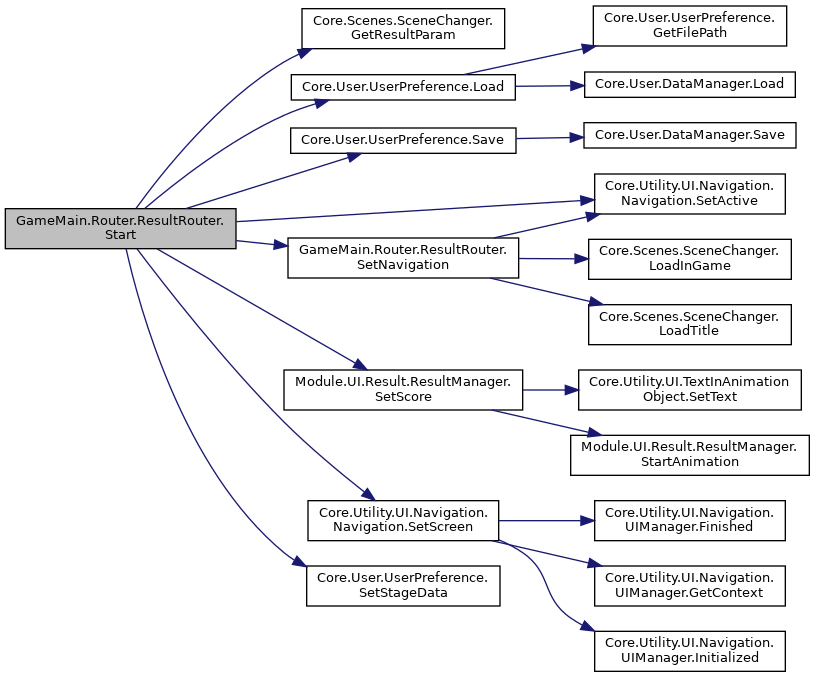 GameMain.Router.ResultRouter.
Start
Core.Scenes.SceneChanger.
GetResultParam
Core.User.UserPreference.Load
Core.User.UserPreference.
GetFilePath
Core.User.DataManager.Load
Core.User.UserPreference.Save
Core.User.DataManager.Save
Core.Utility.UI.Navigation.
Navigation.SetActive
GameMain.Router.ResultRouter.
SetNavigation
Core.Scenes.SceneChanger.
LoadInGame
Core.Scenes.SceneChanger.
LoadTitle
Module.UI.Result.ResultManager.
SetScore
Core.Utility.UI.TextInAnimation
Object.SetText
Module.UI.Result.ResultManager.
StartAnimation
Core.Utility.UI.Navigation.
Navigation.SetScreen
Core.Utility.UI.Navigation.
UIManager.Finished
Core.Utility.UI.Navigation.
UIManager.GetContext
Core.Utility.UI.Navigation.
UIManager.Initialized
Core.User.UserPreference.
SetStageData